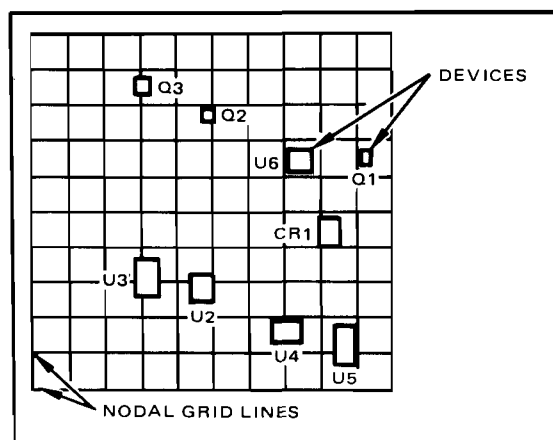 DEVICES
Q3
Q2
U6
Q1
CR1
U3
U2
U4
U5
NODAL GRID LINES